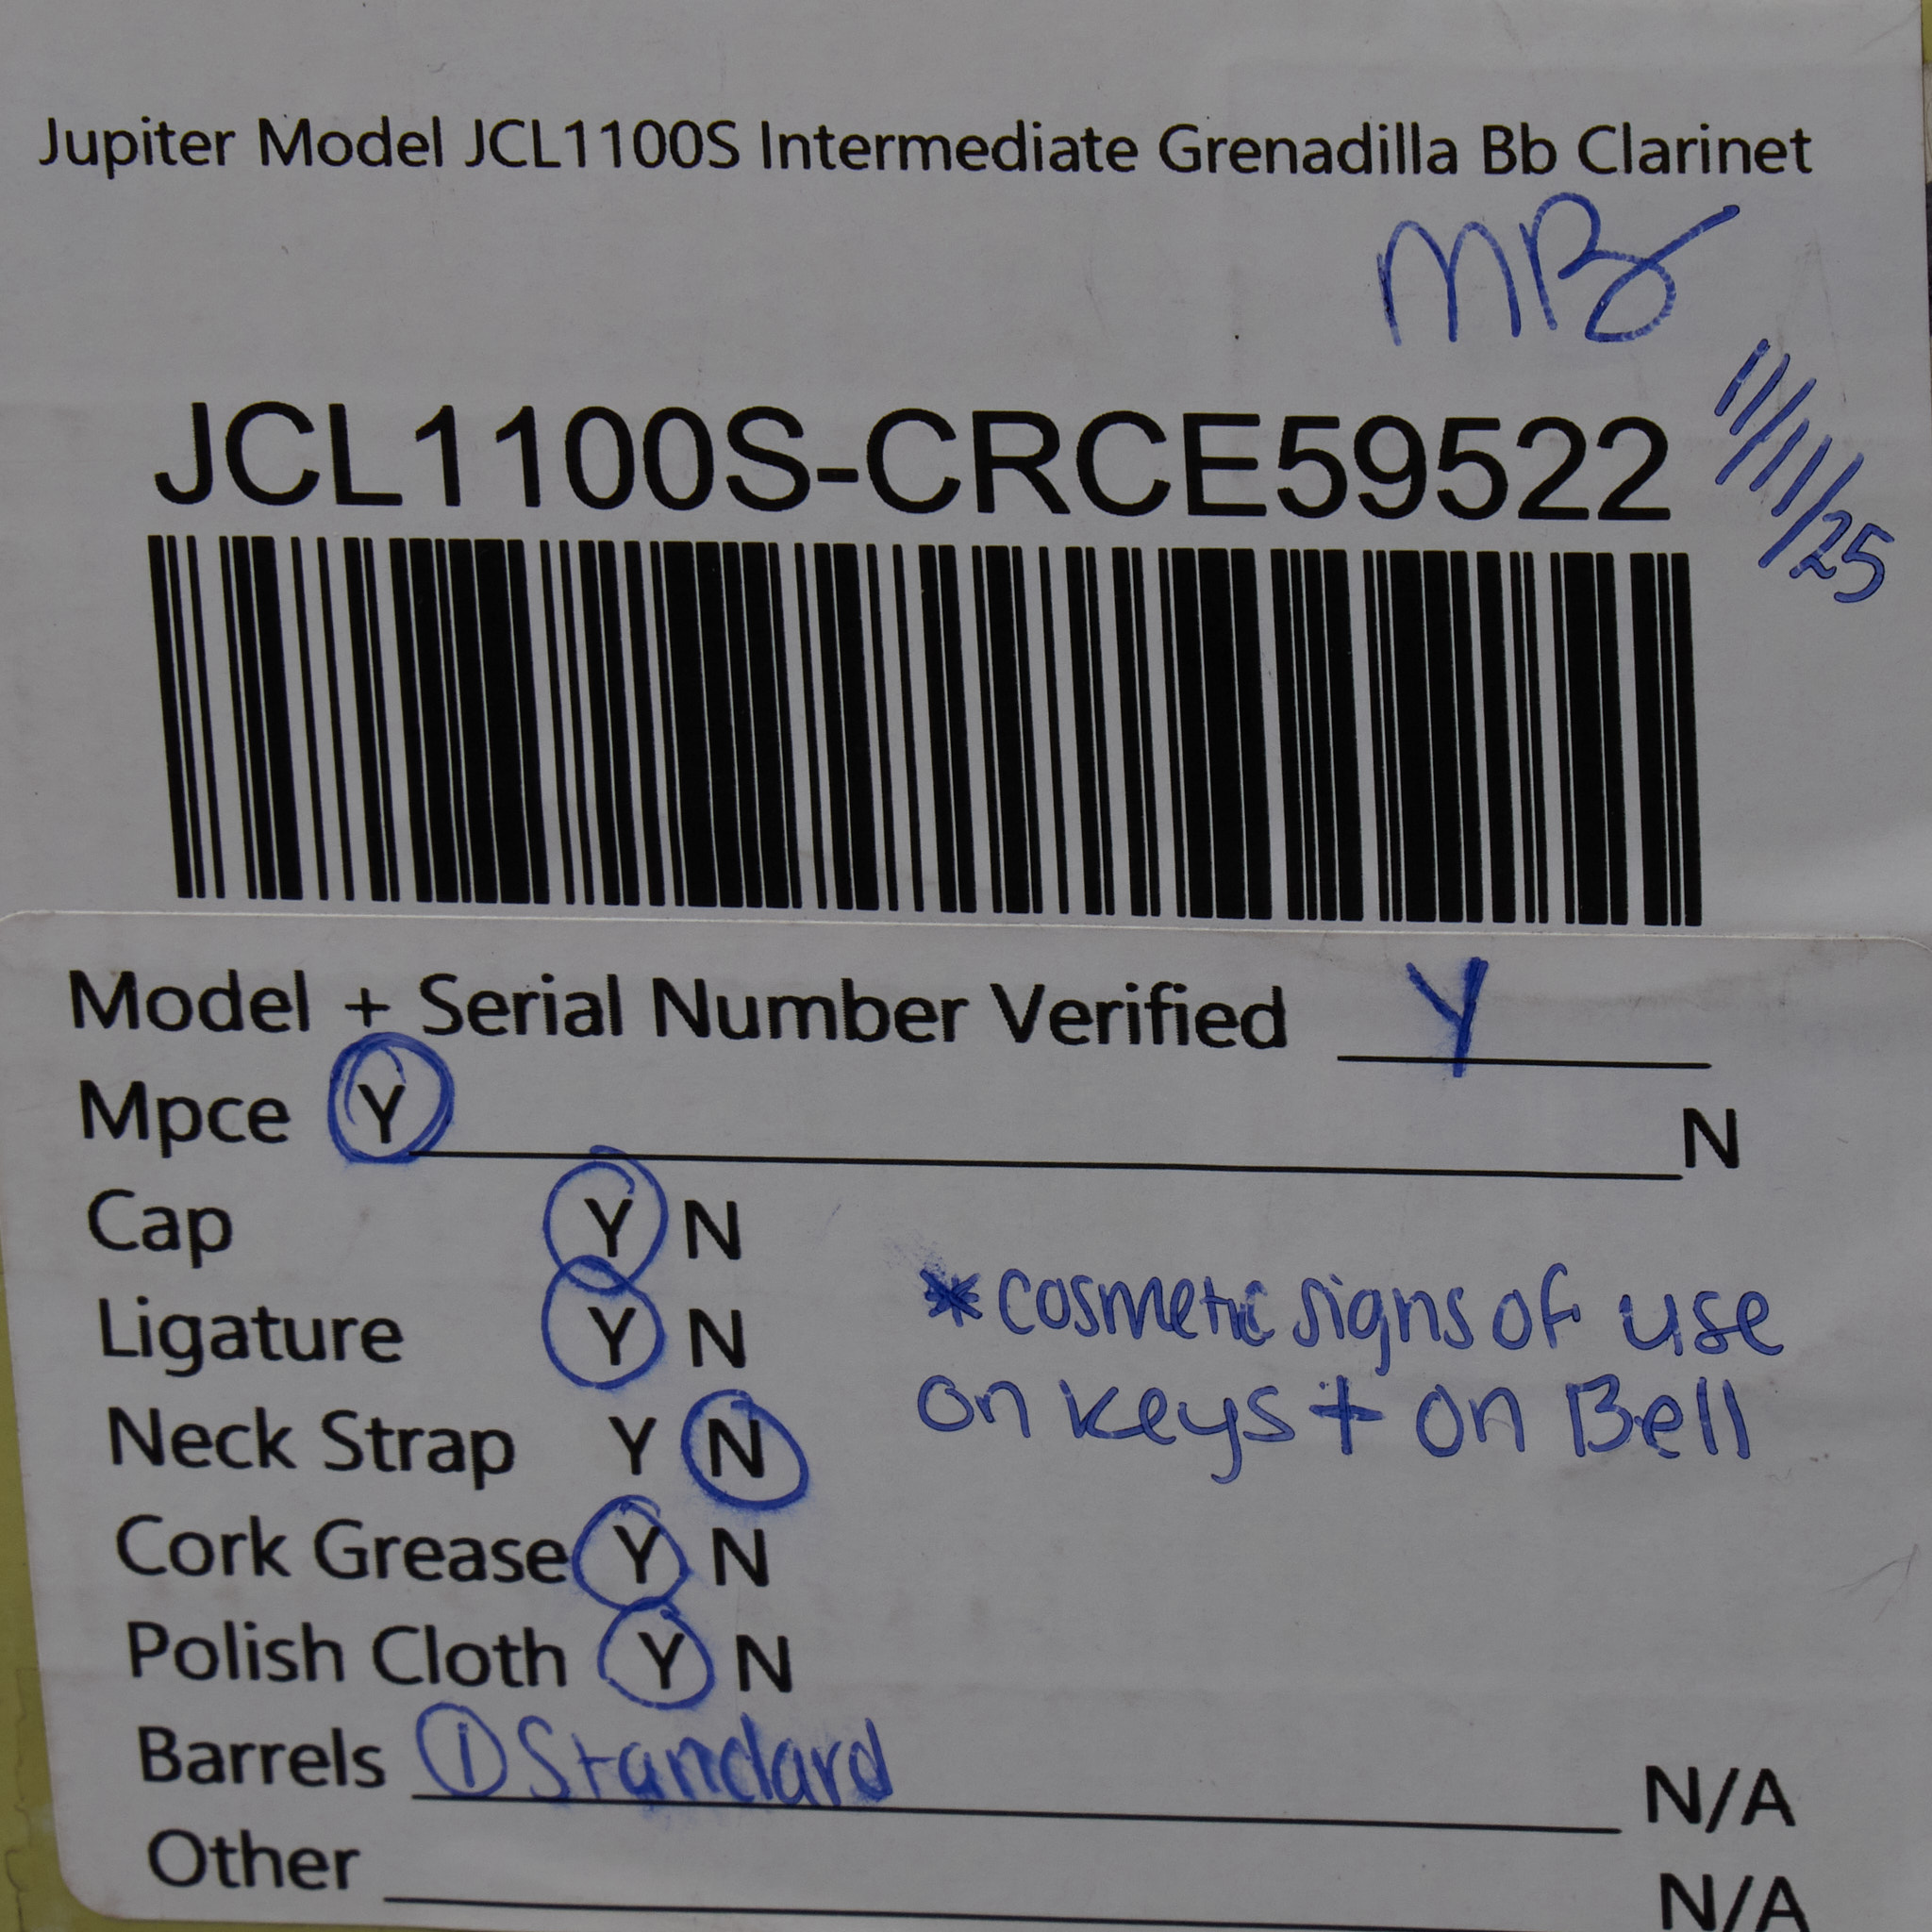 Jupiter Model JCL1100S Intermediate Grenadilla Bb Clarinet
MB
11/11/25
JCL1100S-CRCE59522
Model + Serial Number Verified Y
Mpce Y N
Cap Y N
Ligature Y N
*cosmetic signs of use
on keys + on Bell
Neck Strap Y N
Cork Grease Y N
Polish Cloth Y N
Barrels 1 Standard N/A
Other N/A